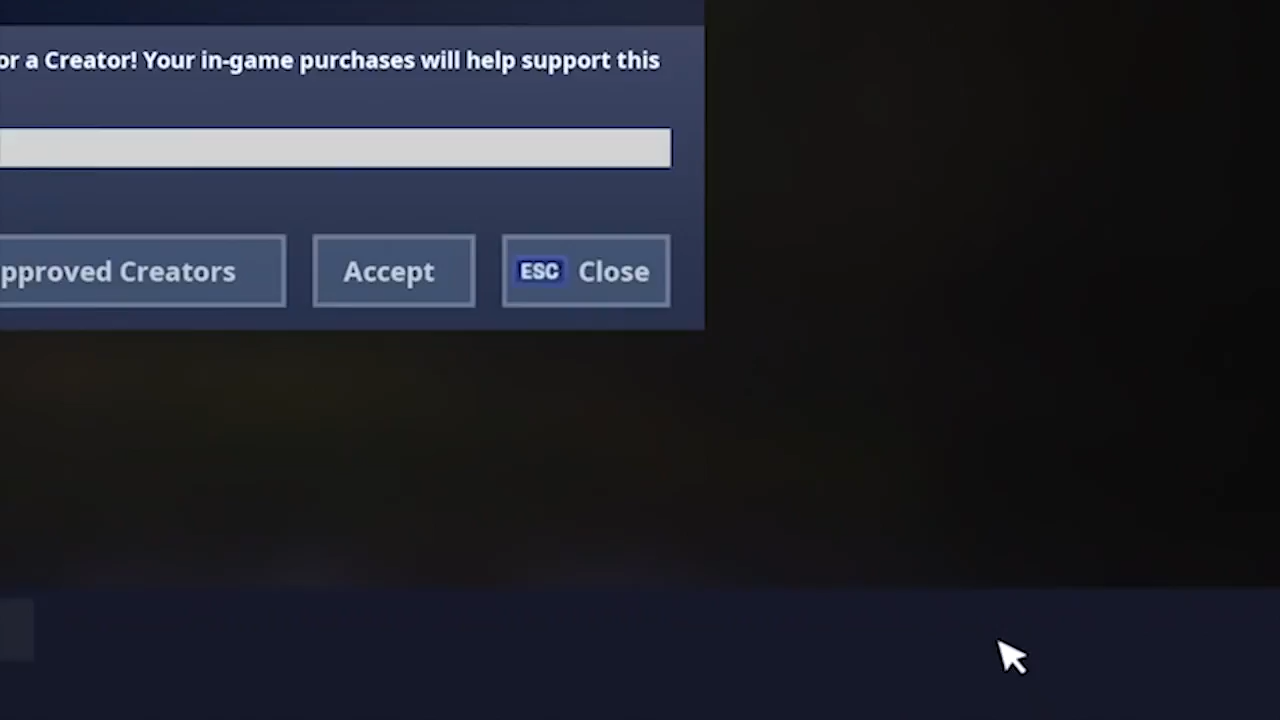 or a Creator! Your in-game purchases will help support this
pproved Creators
Accept
ESC Close